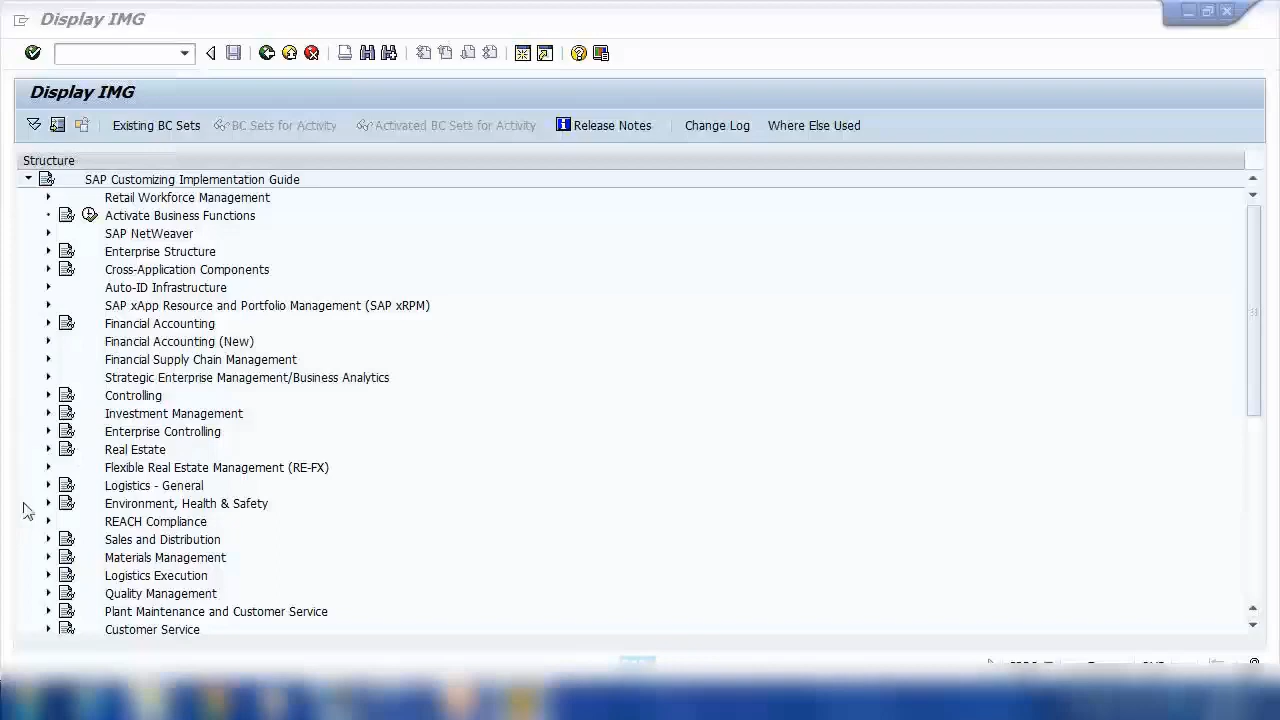 Display IMG
Display IMG
Existing BC Sets BC Sets for Activity Activated BC Sets for Activity Release Notes Change Log Where Else Used
Structure
SAP Customizing Implementation Guide
Retail Workforce Management
Activate Business Functions
SAP NetWeaver
Enterprise Structure
Cross-Application Components
Auto-ID Infrastructure
SAP xApp Resource and Portfolio Management (SAP xRPM)
Financial Accounting
Financial Accounting (New)
Financial Supply Chain Management
Strategic Enterprise Management/Business Analytics
Controlling
Investment Management
Enterprise Controlling
Real Estate
Flexible Real Estate Management (RE-FX)
Logistics - General
Environment, Health & Safety
REACH Compliance
Sales and Distribution
Materials Management
Logistics Execution
Quality Management
Plant Maintenance and Customer Service
Customer Service